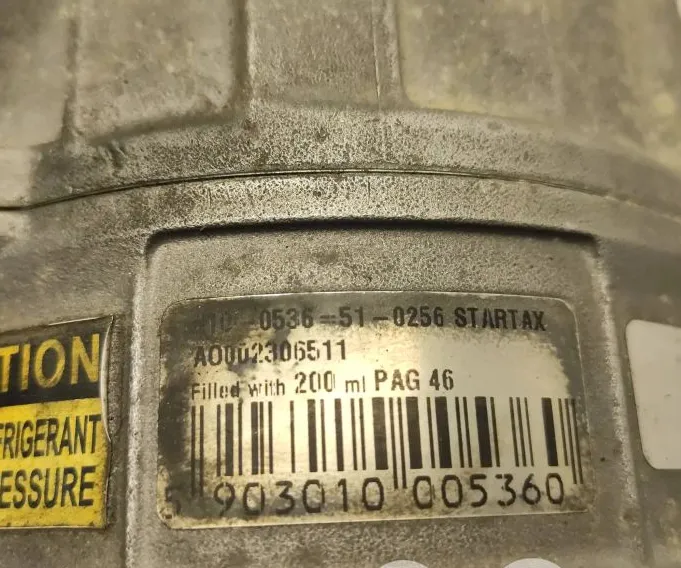 0536-51-0256 STARTAX
A0002306511
Filled with 200 ml PAG 46
5 903010 005360
TION
FRIGERANT
ESSURE